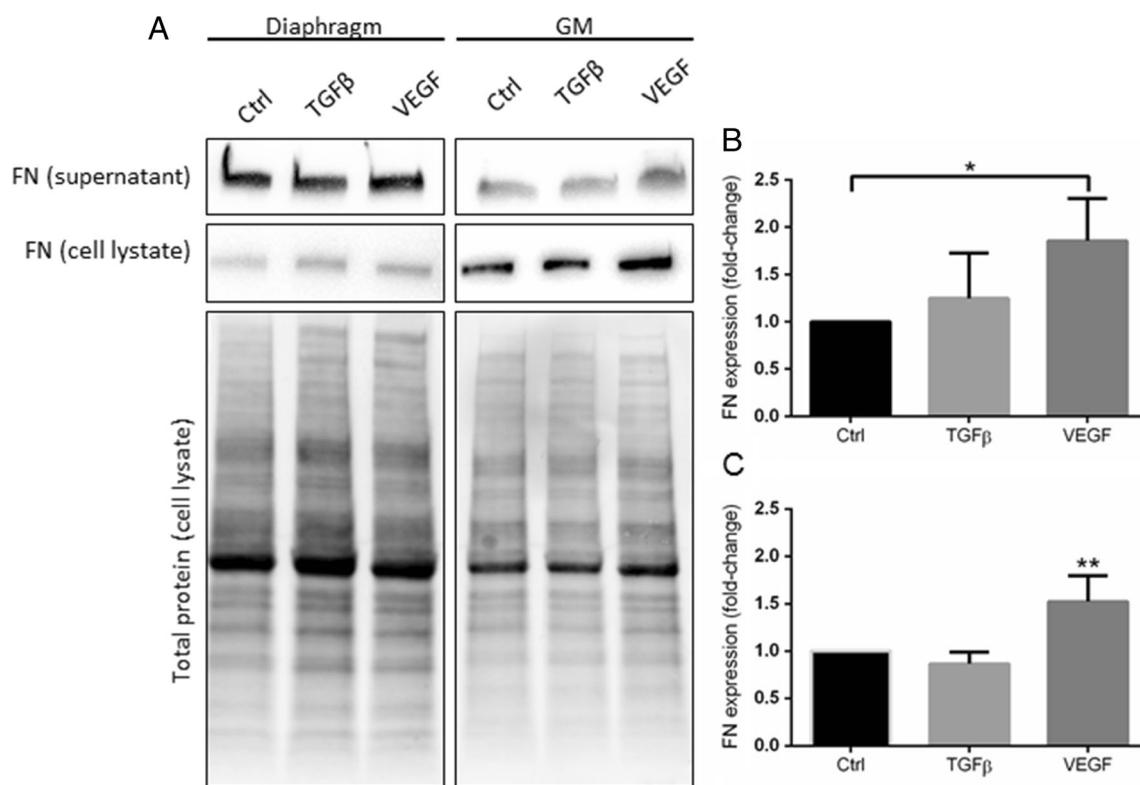 A
Diaphragm
GM
Ctrl
TGFβ
VEGF
Ctrl
TGFβ
VEGF
FN (supernatant)
FN (cell lystate)
Total protein (cell lysate)
B
FN expression (fold-change)
2.5
2.0
1.5
1.0
0.5
0.0
*
Ctrl
TGFβ
VEGF
C
FN expression (fold-change)
2.5
2.0
1.5
1.0
0.5
0.0
**
Ctrl
TGFβ
VEGF